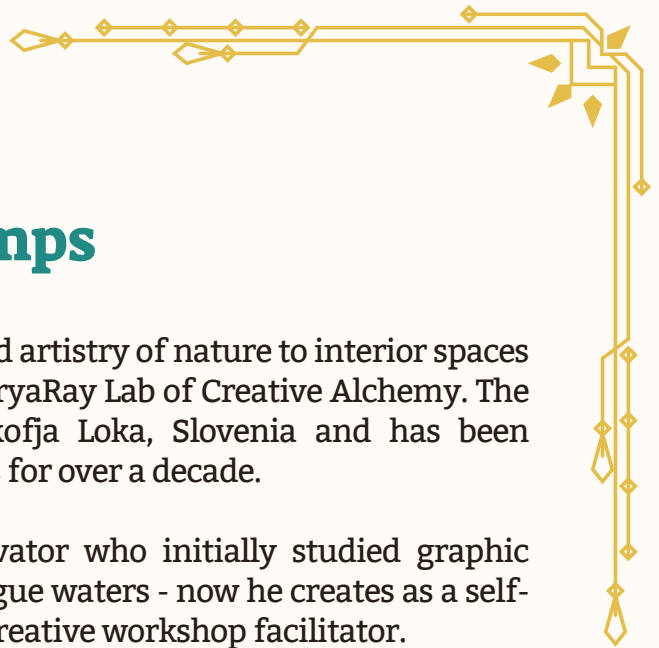 mps
d artistry of nature to interior spaces
ryaRay Lab of Creative Alchemy. The
kofja Loka, Slovenia and has been
for over a decade.
vator who initially studied graphic
gue waters - now he creates as a self-
reative workshop facilitator.